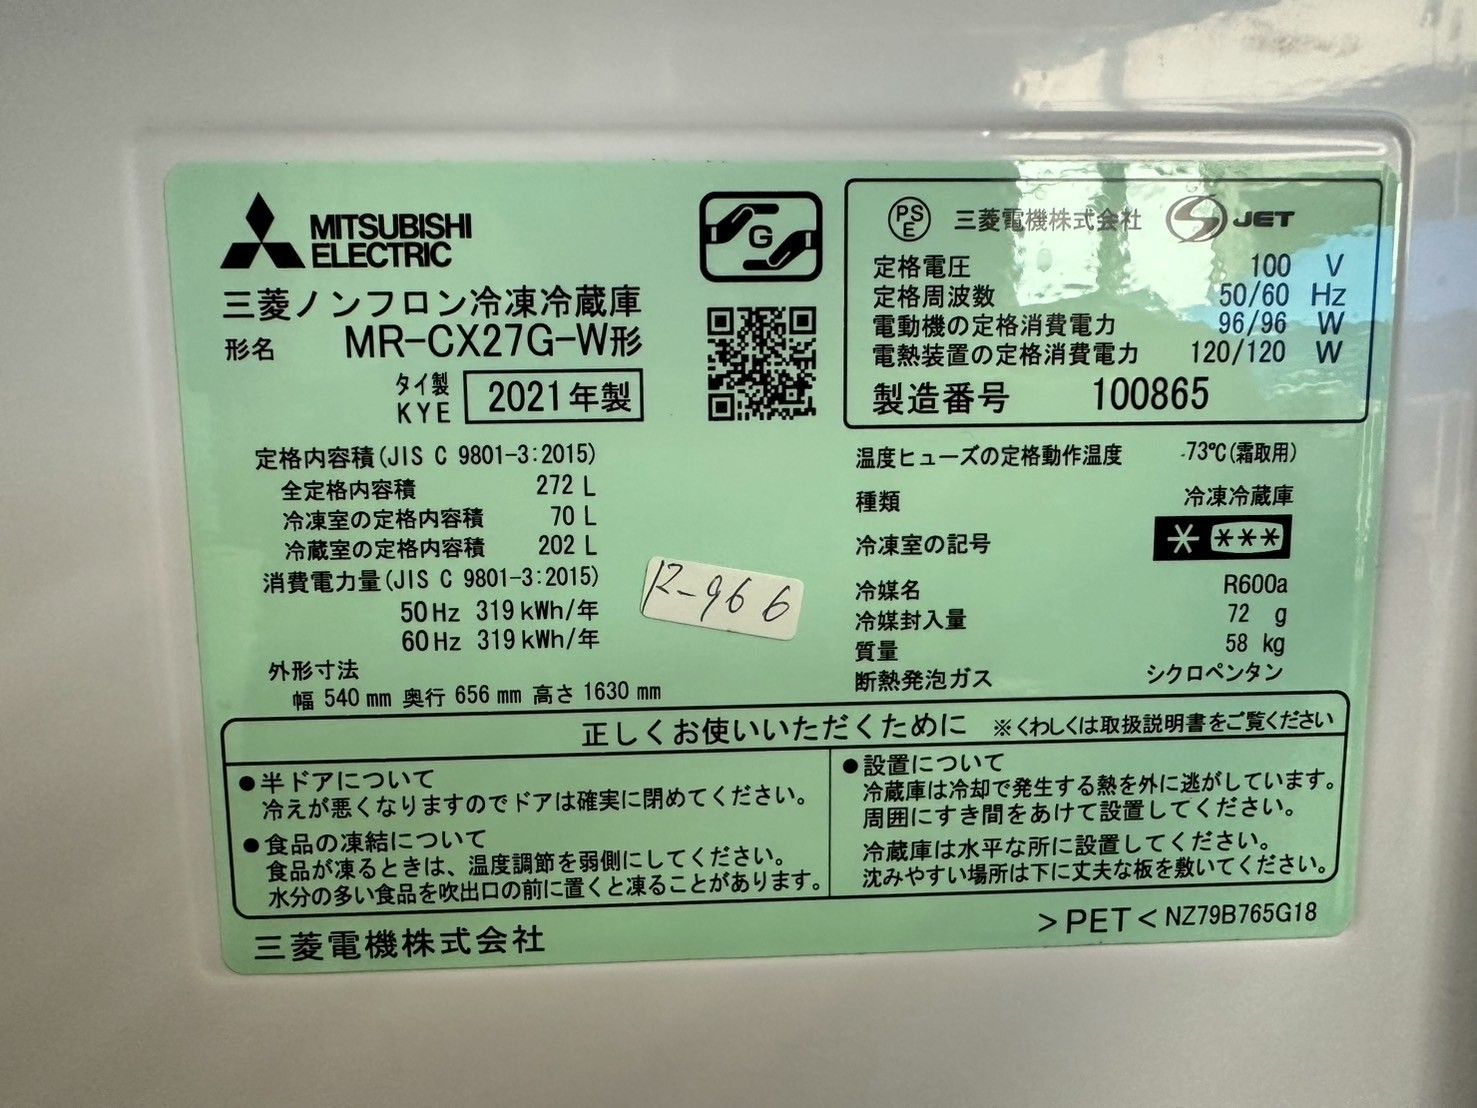 MITSUBISHI
ELECTRIC
三菱ノンフロン冷凍冷蔵庫
形名 MR-CX27G-W形
タイ製
KYE
2021年製
G
PS
E
三菱電機株式会社
S JET
定格電圧 100 V
定格周波数 50/60 Hz
電動機の定格消費電力 96/96 W
電熱装置の定格消費電力 120/120 W
製造番号 100865
定格内容積(JIS C 9801-3:2015)
全定格内容積 272 L
冷凍室の定格内容積 70 L
冷蔵室の定格内容積 202 L
消費電力量(JIS C 9801-3:2015)
50Hz 319kWh/年
60Hz 319kWh/年
外形寸法
幅 540 mm 奥行 656 mm 高さ 1630 mm
R-966
温度ヒューズの定格動作温度 -73℃(霜取用)
種類 冷凍冷蔵庫
冷凍室の記号 * ***
冷媒名 R600a
冷媒封入量 72 g
質量 58 kg
断熱発泡ガス シクロペンタン
正しくお使いいただくために ※くわしくは取扱説明書をご覧ください
●半ドアについて
冷えが悪くなりますのでドアは確実に閉めてください。
●食品の凍結について
食品が凍るときは、温度調節を弱側にしてください。
水分の多い食品を吹出口の前に置くと凍ることがあります。
●設置について
冷蔵庫は冷却で発生する熱を外に逃がしています。
周囲にすき間をあけて設置してください。
冷蔵庫は水平な所に設置してください。
沈みやすい場所は下に丈夫な板を敷いてください。
三菱電機株式会社
>PET< NZ79B765G18